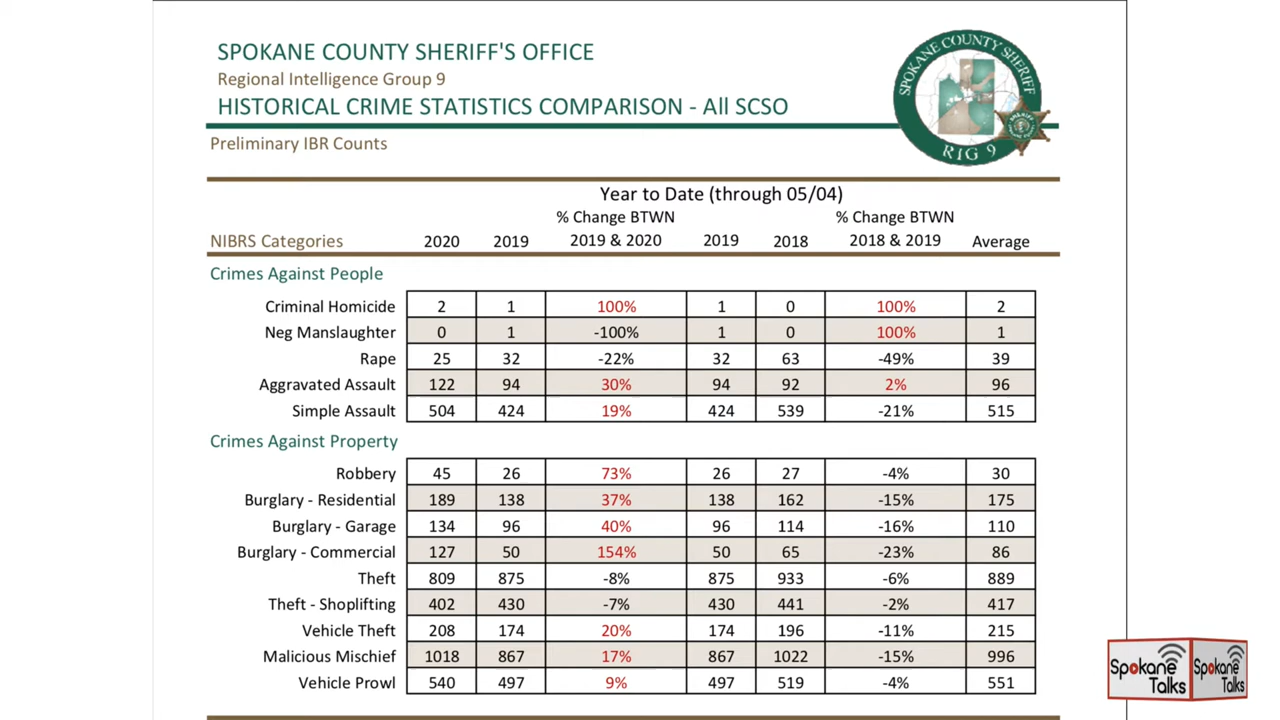 SPOKANE COUNTY SHERIFF'S OFFICE
Regional Intelligence Group 9
HISTORICAL CRIME STATISTICS COMPARISON - All SCSO
Preliminary IBR Counts
SPOKANE COUNTY SHERIFF
SHERIFF
RIG 9
Year to Date (through 05/04)
% Change BTWN % Change BTWN
NIBRS Categories 2020 2019 2019 & 2020 2019 2018 2018 & 2019 Average
Crimes Against People
Criminal Homicide 2 1 100% 1 0 100% 2
Neg Manslaughter 0 1 -100% 1 0 100% 1
Rape 25 32 -22% 32 63 -49% 39
Aggravated Assault 122 94 30% 94 92 2% 96
Simple Assault 504 424 19% 424 539 -21% 515
Crimes Against Property
Robbery 45 26 73% 26 27 -4% 30
Burglary - Residential 189 138 37% 138 162 -15% 175
Burglary - Garage 134 96 40% 96 114 -16% 110
Burglary - Commercial 127 50 154% 50 65 -23% 86
Theft 809 875 -8% 875 933 -6% 889
Theft - Shoplifting 402 430 -7% 430 441 -2% 417
Vehicle Theft 208 174 20% 174 196 -11% 215
Malicious Mischief 1018 867 17% 867 1022 -15% 996
Vehicle Prowl 540 497 9% 497 519 -4% 551
Spokane Talks
Spokane Talks